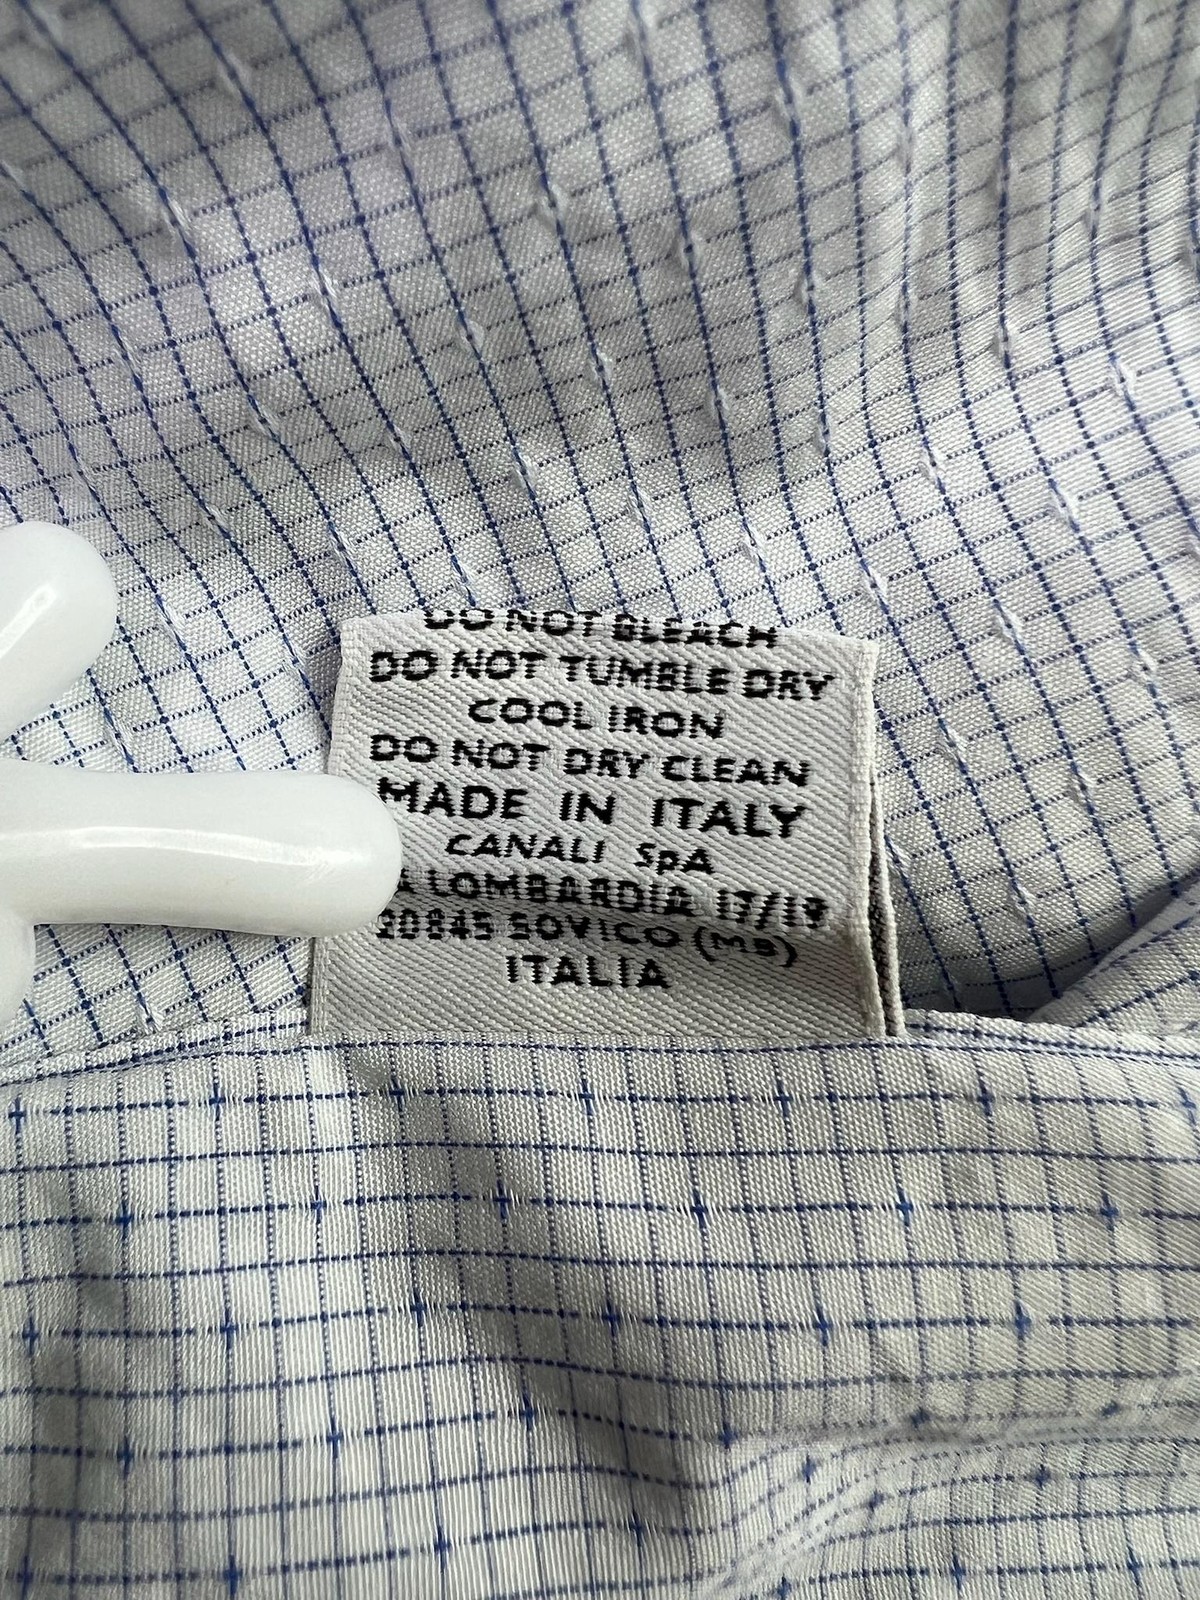 DO NOT BLEACH
DO NOT TUMBLE DRY
COOL IRON
DO NOT DRY CLEAN
MADE IN ITALY
CANALI SpA
A LOMBARDIA 17/19
20845 SOVICO (MB)
ITALIA